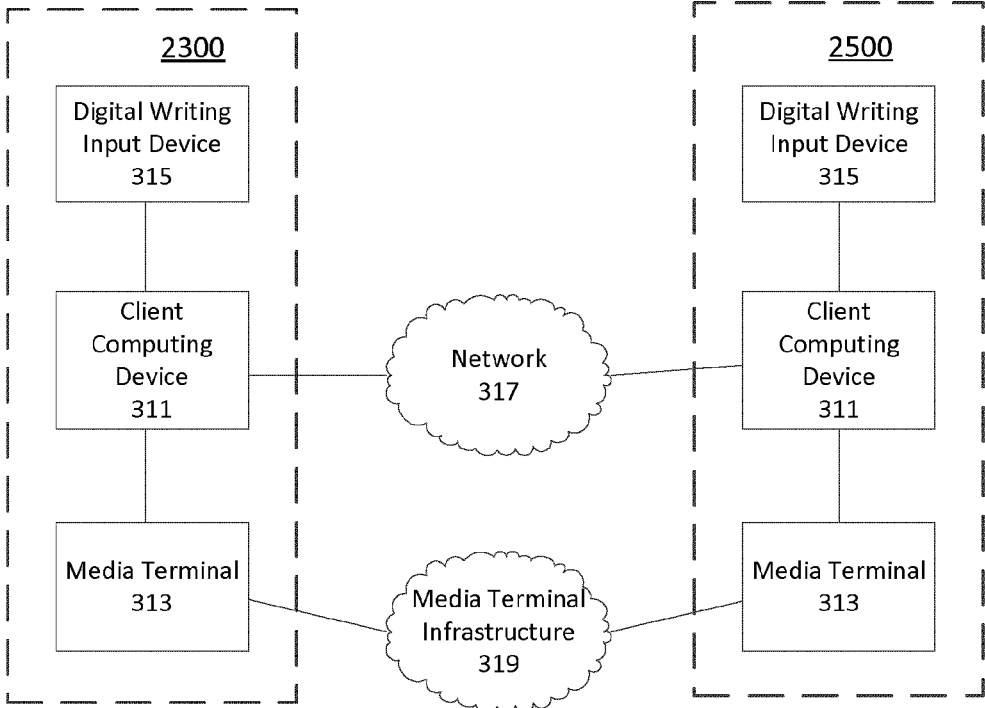 2300
Digital Writing
Input Device
315
Client
Computing
Device
311
Media Terminal
313
Network
317
Media Terminal
Infrastructure
319
2500
Digital Writing
Input Device
315
Client
Computing
Device
311
Media Terminal
313